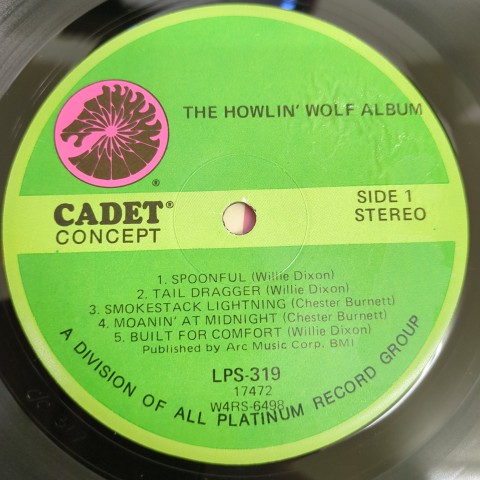 THE HOWLIN' WOLF ALBUM
®
CADET®
CONCEPT
SIDE 1
STEREO
1. SPOONFUL (Willie Dixon)
2. TAIL DRAGGER (Willie Dixon)
3. SMOKESTACK LIGHTNING (Chester Burnett)
4. MOANIN' AT MIDNIGHT (Chester Burnett)
5. BUILT FOR COMFORT (Willie Dixon)
Published by Arc Music Corp, BMI
LPS-319
17472
W4RS-6498
A DIVISION OF ALL PLATINUM RECORD GROUP